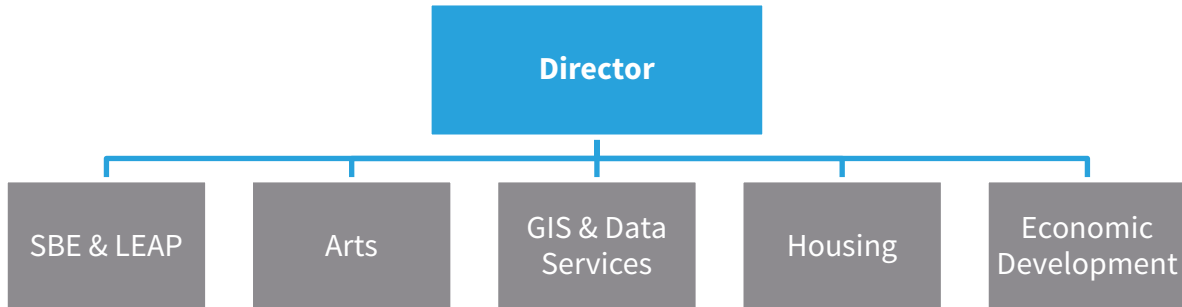 Director
SBE & LEAP
Arts
GIS & Data
Services
Housing
Economic
Development